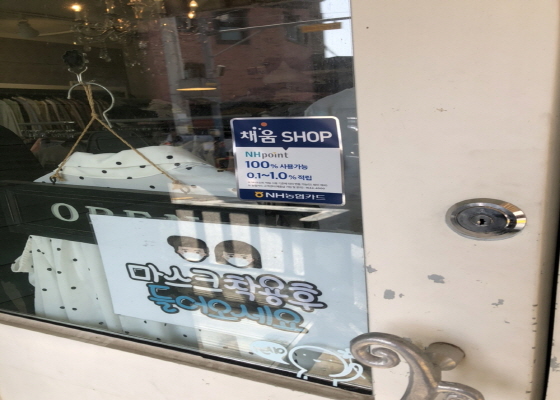 채움 SHOP
NHpoint
100% 사용가능
0.1~1.0% 적립
NH농협카드
OPEN
마스크착용후
들어오세요